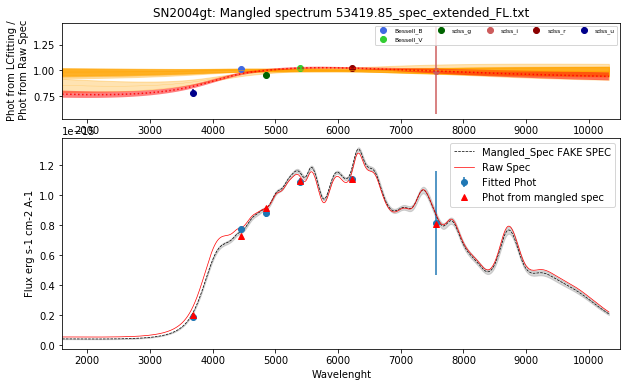 SN2004gt: Mangled spectrum 53419.85_spec_extended_FL.txt
Phot from LCfitting /
Phot from Raw Spec
1.25
1.00
0.75
Bessell_B
Bessell_V
sdss_g
sdss_i
sdss_r
sdss_u
2000 3000 4000 5000 6000 7000 8000 9000 10000
1e−15
Flux erg s-1 cm-2 A-1
1.2
1.0
0.8
0.6
0.4
0.2
0.0
Mangled_Spec FAKE SPEC
Raw Spec
Fitted Phot
Phot from mangled spec
2000 3000 4000 5000 6000 7000 8000 9000 10000
Wavelenght